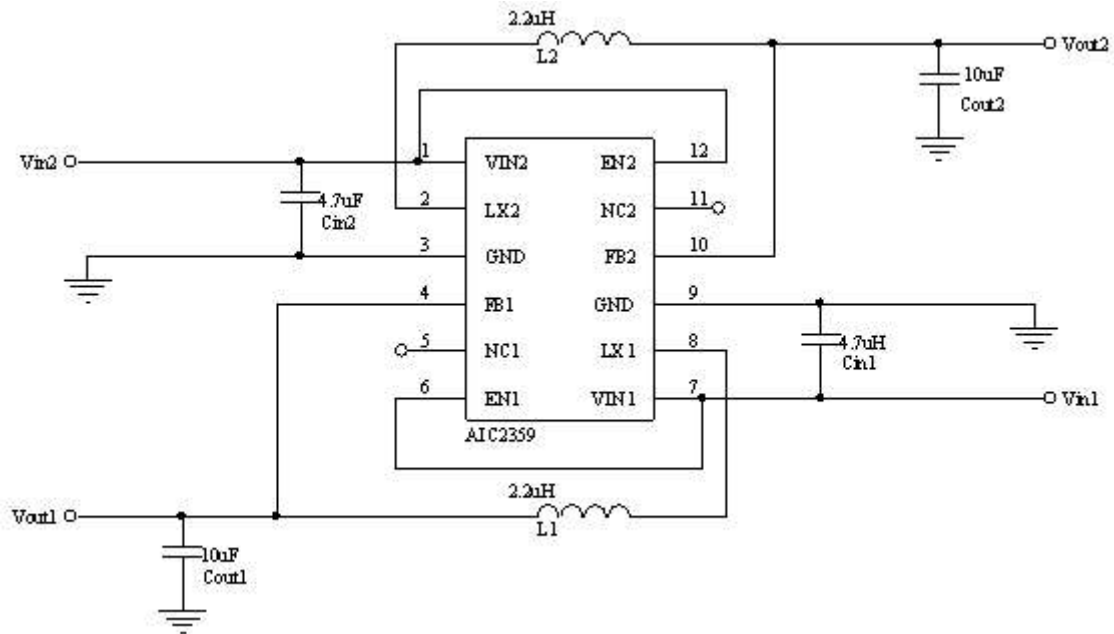 2.2uH
L2
Vout2
10uF
Cout2
Vin2
1 VIN2 EN2 12
4.7uF
Cin2
2 LX2 NC2 11
3 GND FB2 10
4 FB1 GND 9
5 NC1 LX1 8
4.7uH
Cin1
6 EN1 VIN1 7
Vin1
AIC2359
2.2uH
L1
Vout1
10uF
Cout1